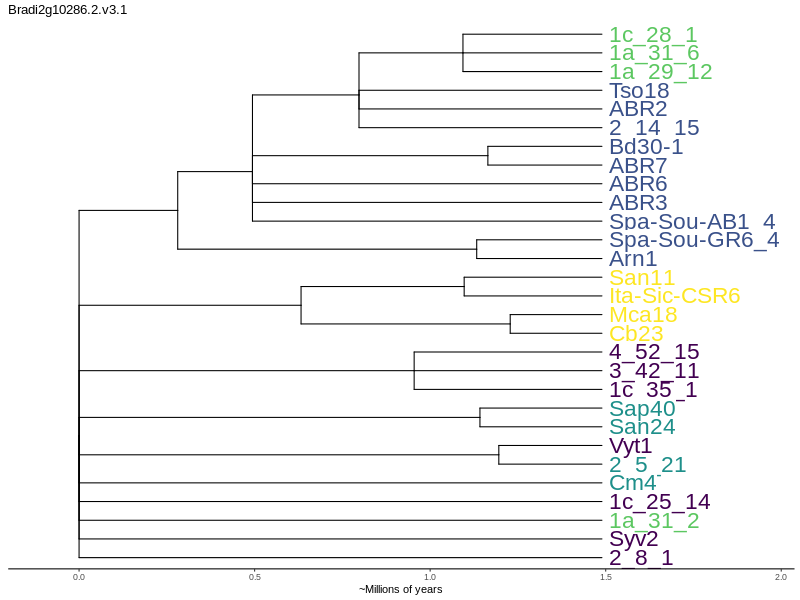 Bradi2g10286.2.v3.1
1c_28_1
1a_31_6
1a_29_12
Tso18
ABR2
2_14_15
Bd30-1
ABR7
ABR6
ABR3
Spa-Sou-AB1_4
Spa-Sou-GR6_4
Arn1
San11
Ita-Sic-CSR6
Mca18
Cb23
4_52_15
3_42_11
1c_35_1
Sap40
San24
Vyt1
2_5_21
Cm4
1c_25_14
1a_31_2
Syv2
2_8_1
0.0 0.5 1.0 1.5 2.0
~Millions of years